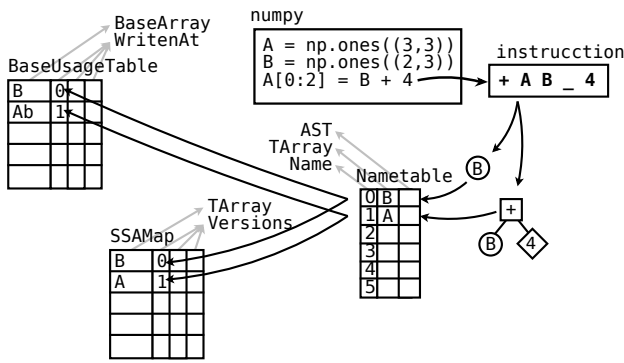 numpy
A = np.ones((3,3))
B = np.ones((2,3))
A[0:2] = B + 4
instrucction
+ A B _ 4
BaseArray
WritenAt
BaseUsageTable
B 0
Ab 1
AST
TArray
Name
Nametable
0 B
1 A
2
3
4
5
B
+
B
4
TArray
Versions
SSAMap
B 0
A 1